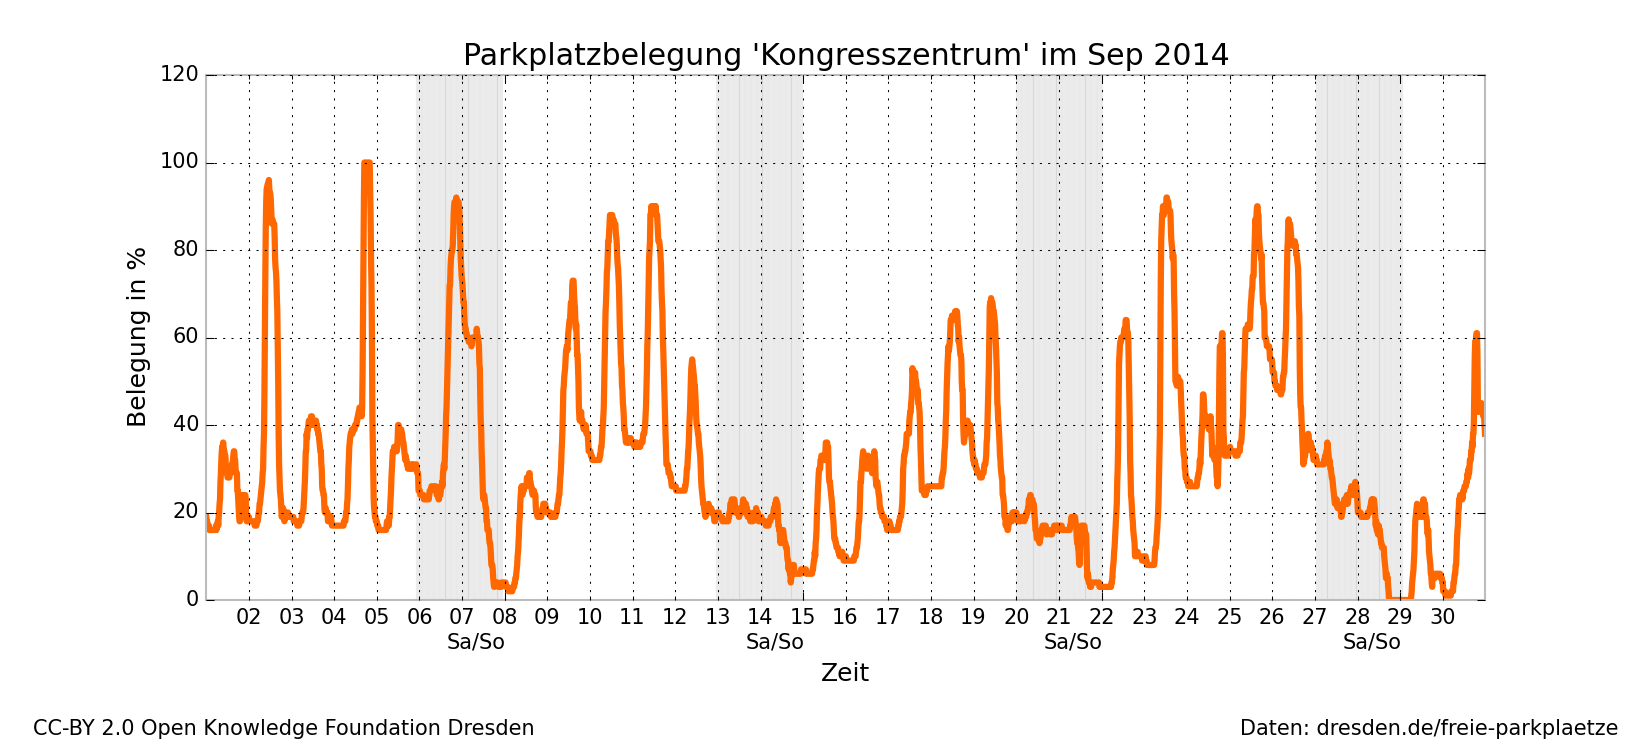 Parkplatzbelegung 'Kongresszentrum' im Sep 2014
120
100
80
60
40
20
0
Belegung in %
02 03 04 05 06 07 08 09 10 11 12 13 14 15 16 17 18 19 20 21 22 23 24 25 26 27 28 29 30
Sa/So Sa/So Sa/So Sa/So
Zeit
CC-BY 2.0 Open Knowledge Foundation Dresden
Daten: dresden.de/freie-parkplaetze